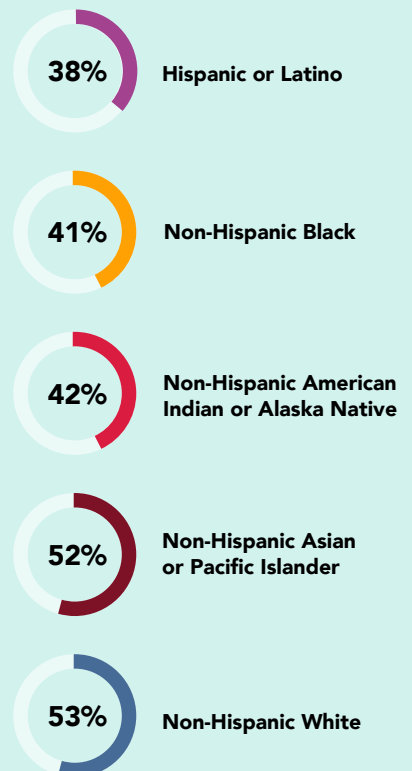 38%
Hispanic or Latino
41%
Non-Hispanic Black
42%
Non-Hispanic American
Indian or Alaska Native
52%
Non-Hispanic Asian
or Pacific Islander
53%
Non-Hispanic White